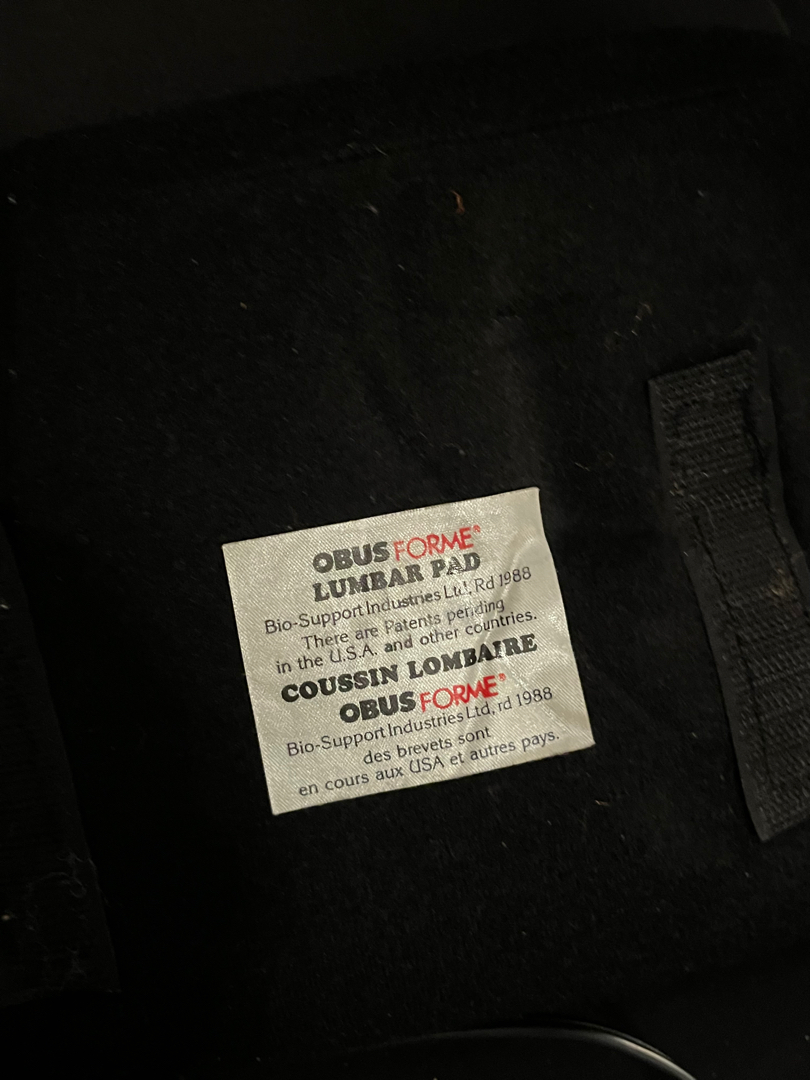 OBUS FORME®
LUMBAR PAD
Bio-Support Industries Ltd, Rd 1988
There are Patents pending
in the U.S.A. and other countries.
COUSSIN LOMBAIRE
OBUS FORME®
Bio-Support Industries Ltd, rd 1988
des brevets sont
en cours aux USA et autres pays.